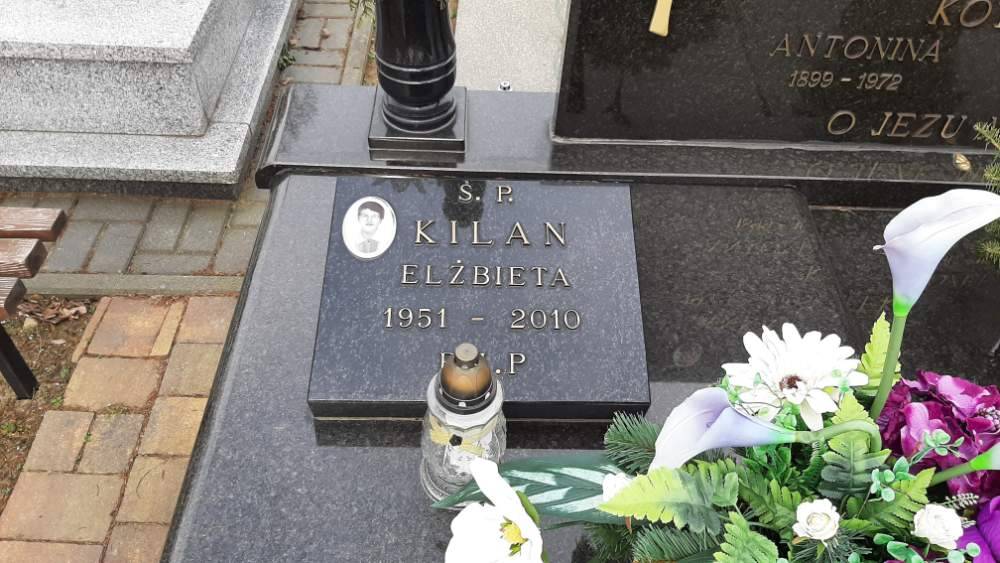 Ś. P.
KILAN
ELŻBIETA
1951 - 2010
ANTONINA
1899 - 1972
O JEZU